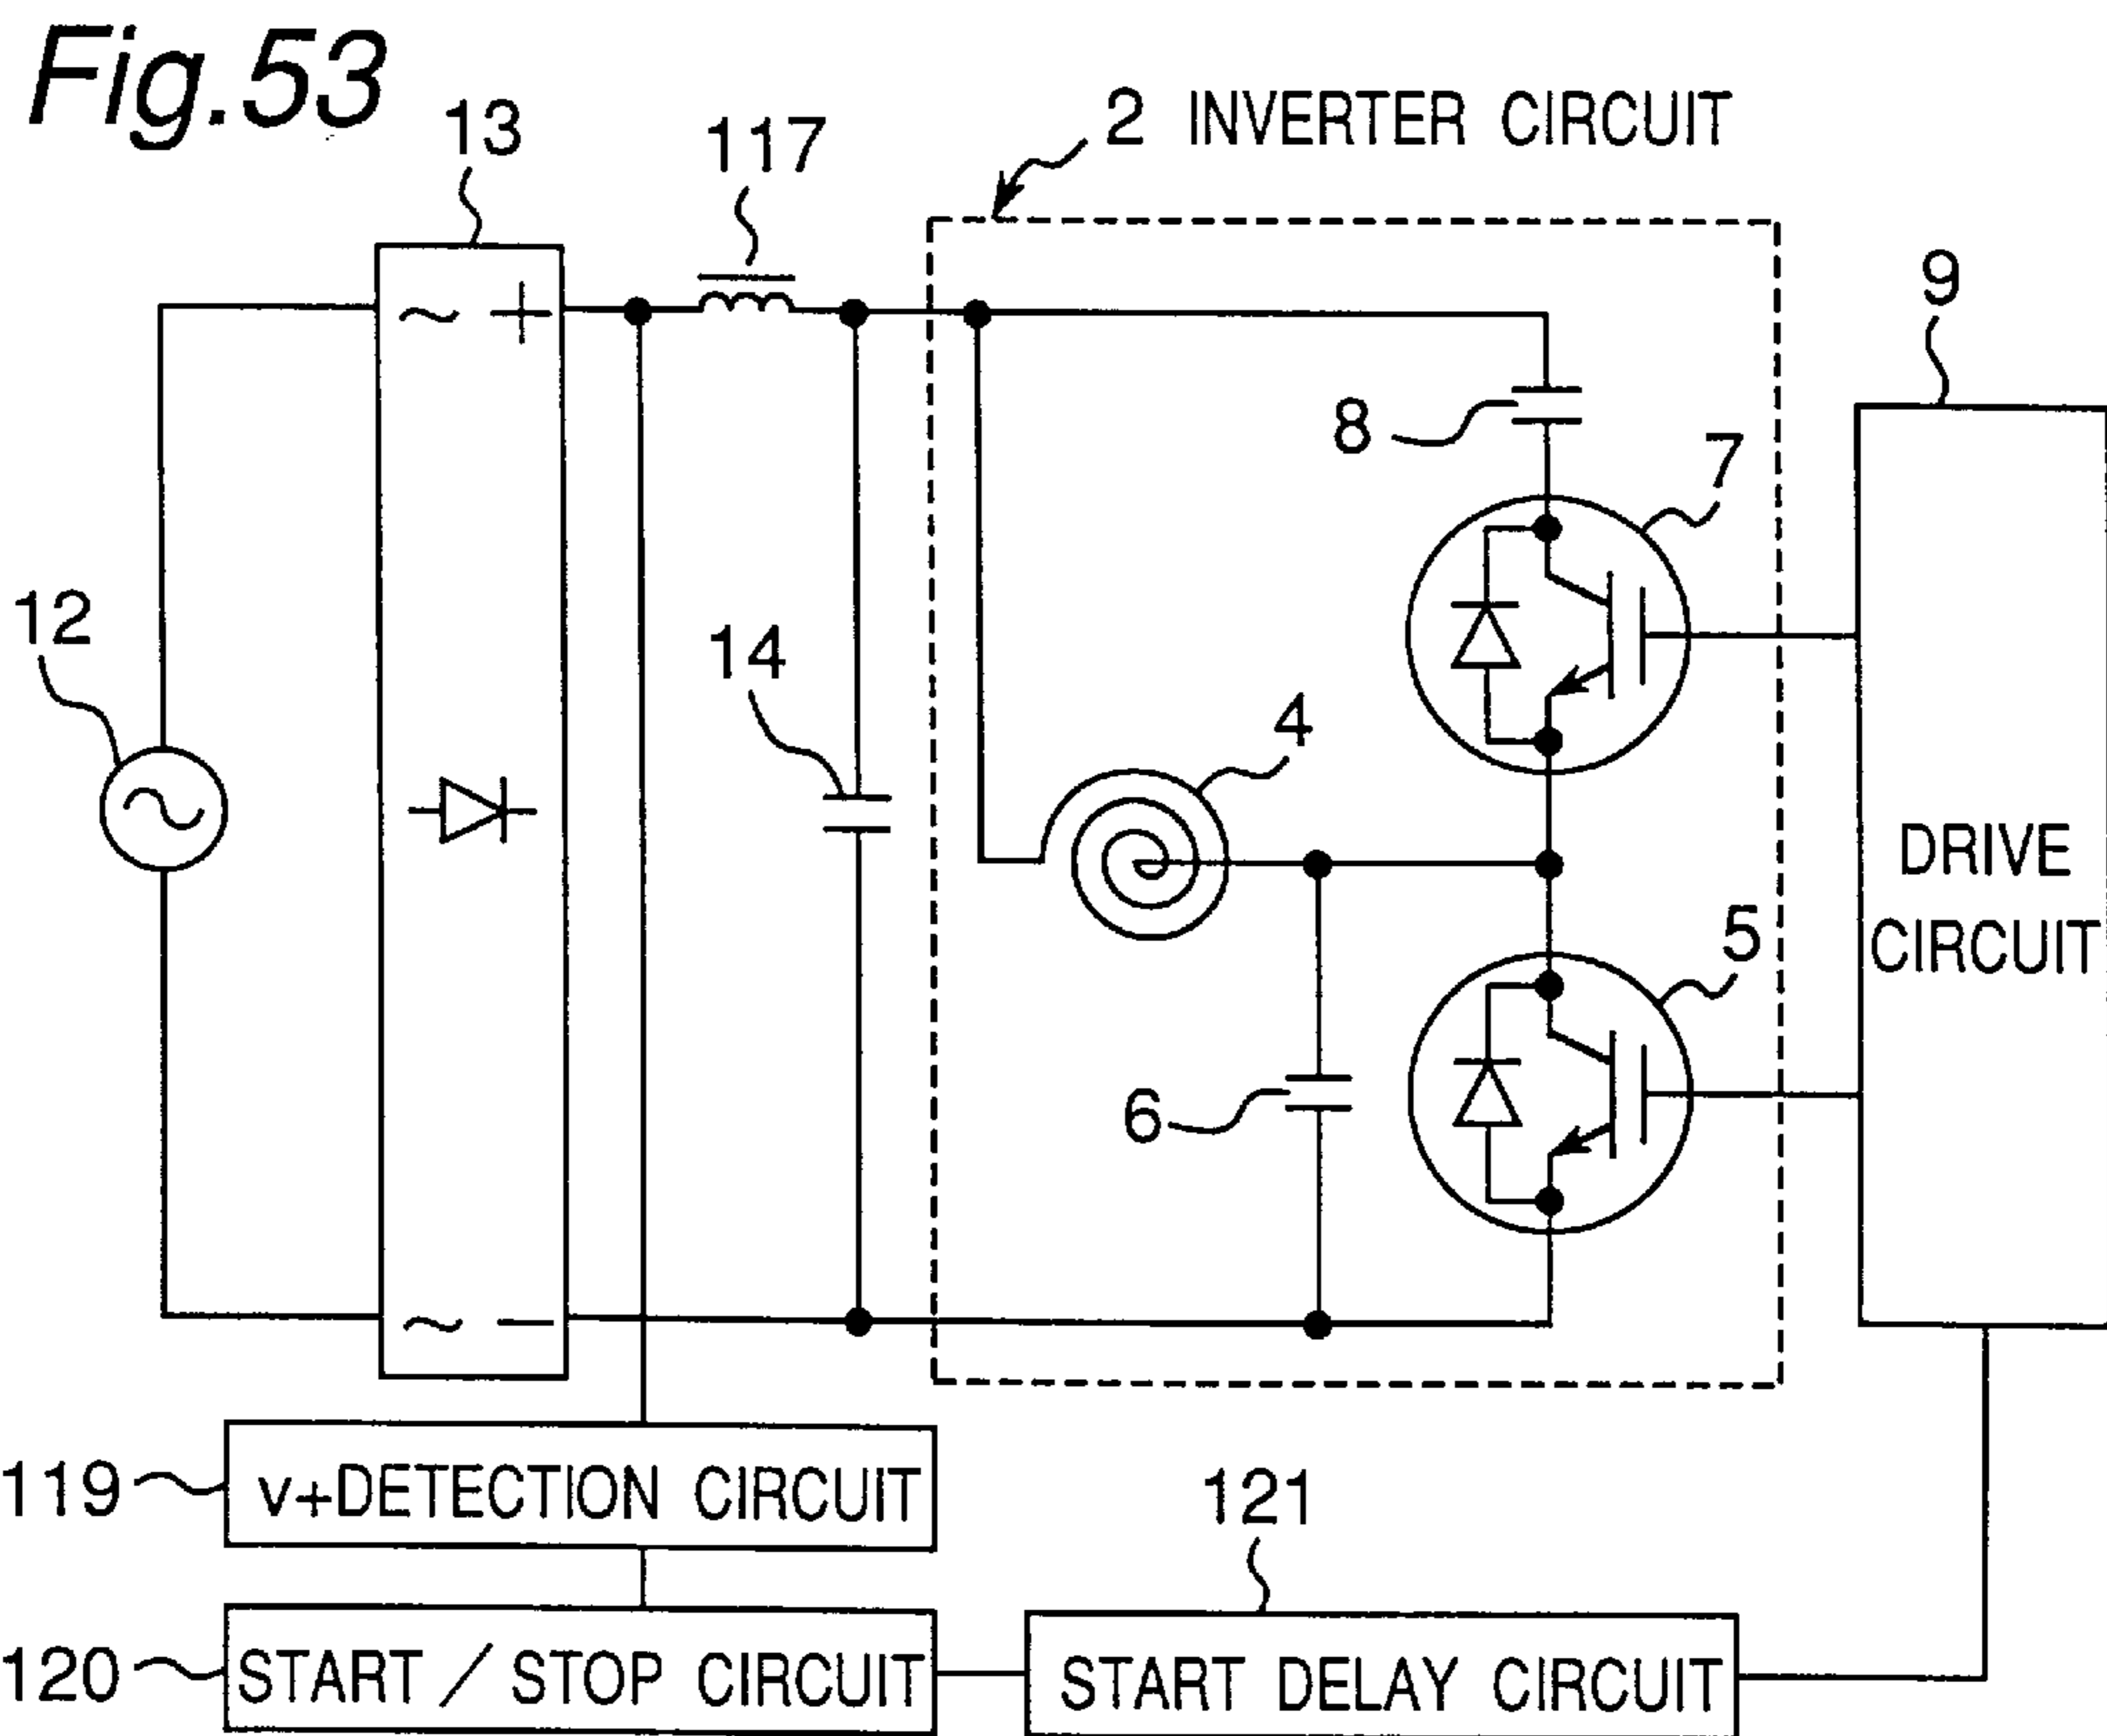 Fig.53
13
117
2 INVERTER CIRCUIT
9
8
7
12
14
4
DRIVE
CIRCUIT
5
6
119
v+DETECTION CIRCUIT
121
120
START / STOP CIRCUIT
START DELAY CIRCUIT